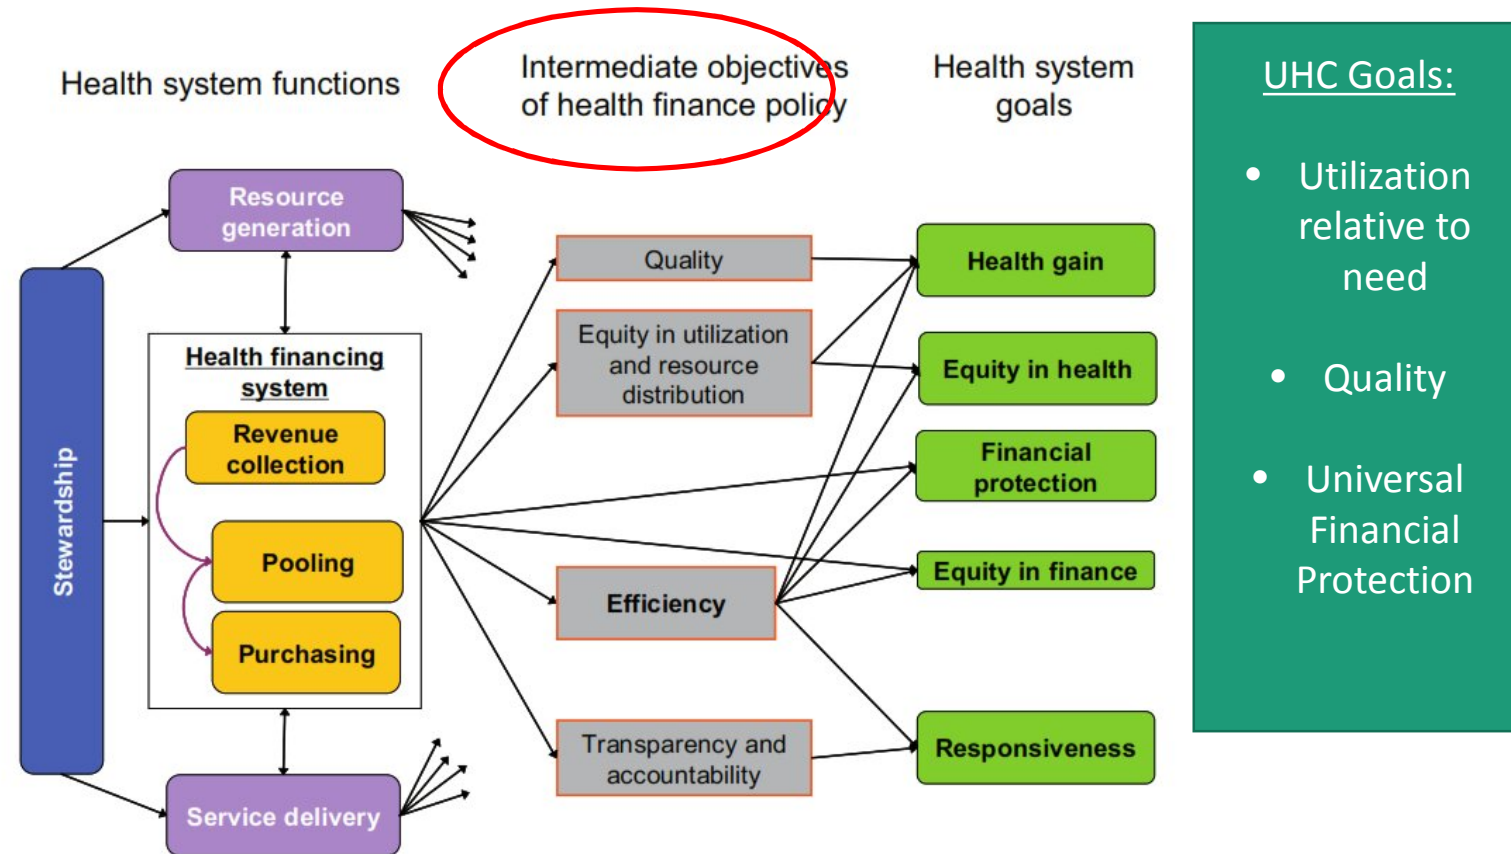 Health system functions
Intermediate objectives
of health finance policy
Health system
goals
Stewardship
Resource
generation
Health financing
system
Revenue
collection
Pooling
Purchasing
Service delivery
Quality
Equity in utilization
and resource
distribution
Efficiency
Transparency and
accountability
Health gain
Equity in health
Financial
protection
Equity in finance
Responsiveness
UHC Goals:
• Utilization
relative to
need
• Quality
• Universal
Financial
Protection